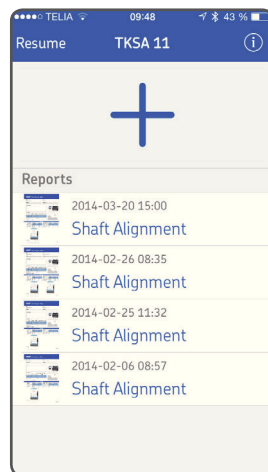 TELIA 09:48 43 %
Resume TKSA 11
Reports
2014-03-20 15:00
Shaft Alignment
2014-02-26 08:35
Shaft Alignment
2014-02-25 11:32
Shaft Alignment
2014-02-06 08:57
Shaft Alignment